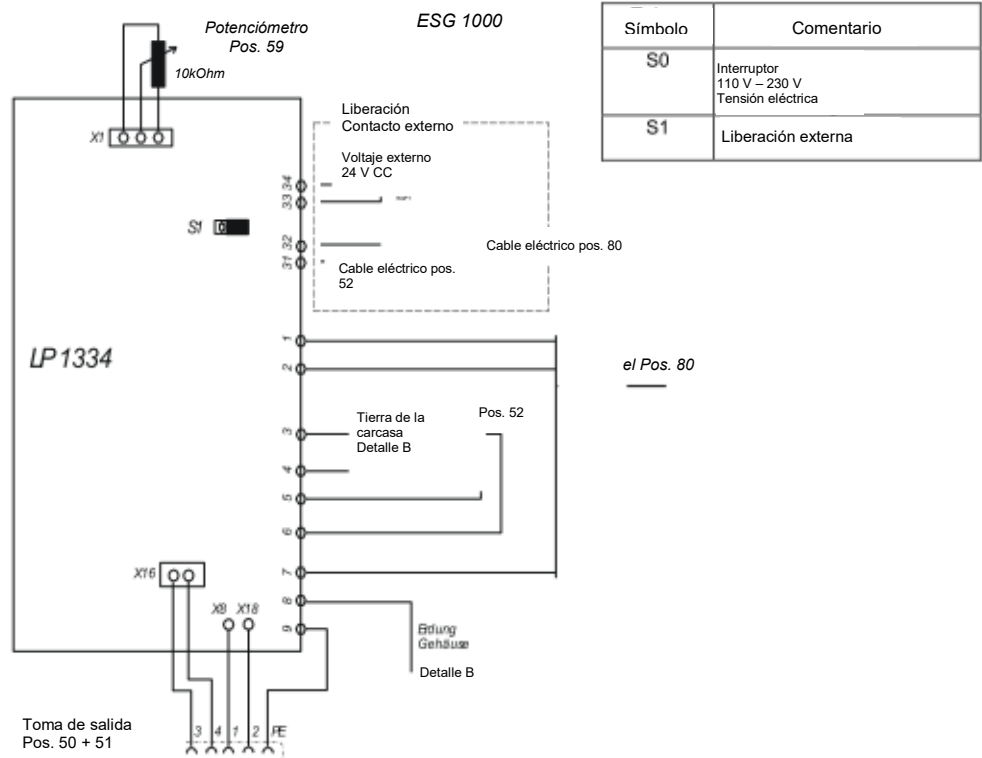 Potenciómetro
Pos. 59
ESG 1000
10kOhm
Símbolo
Comentario
S0
Interruptor
110 V – 230 V
Tensión eléctrica
S1
Liberación externa
X1
Liberación
Contacto externo
Voltaje externo
24 V CC
34
33
S1
32
31
Cable eléctrico pos. 80
Cable eléctrico pos.
52
LP 1334
1
2
el Pos. 80
3
Tierra de la
carcasa
Detalle B
Pos. 52
4
5
6
7
X16
8
X8
X18
9
Erdung
Gehäuse
Detalle B
Toma de salida
Pos. 50 + 51
3
4
1
2
PE